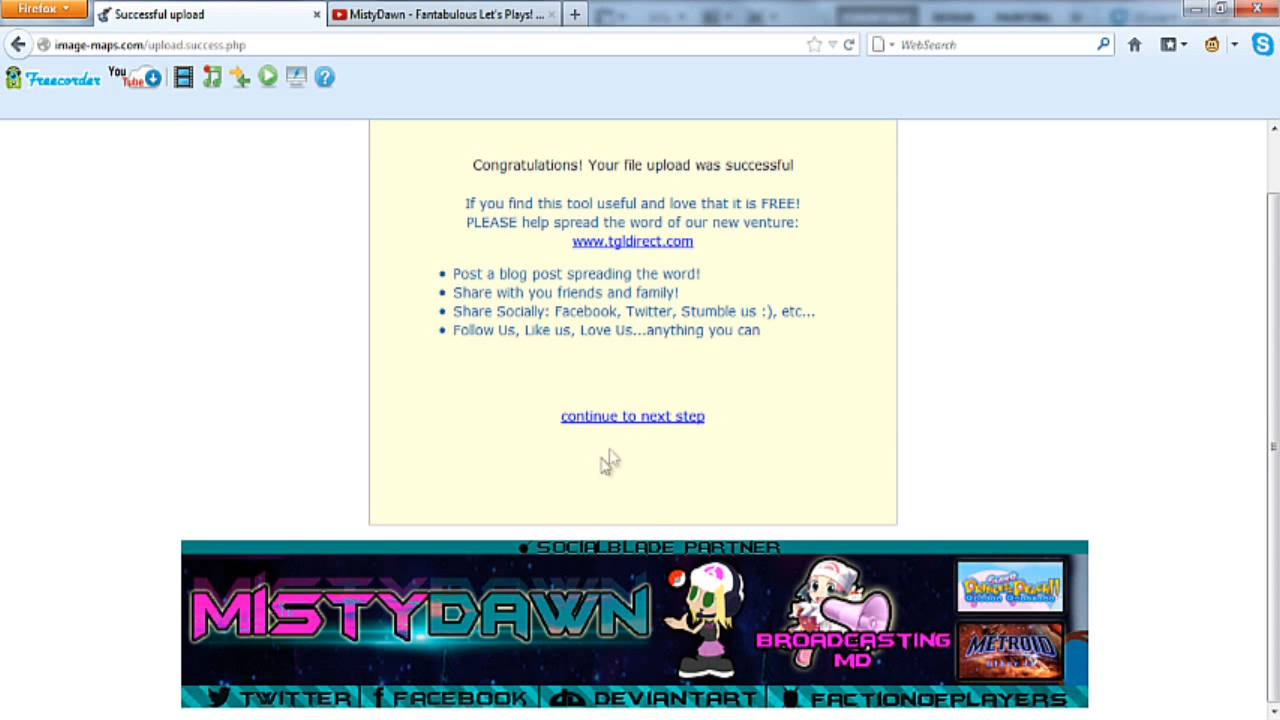 Firefox
Successful upload
MistyDawn - Fantabulous Let's Plays! ...
image-maps.com/upload.success.php
WebSearch
Freecorder
You
Tube
Congratulations! Your file upload was successful
If you find this tool useful and love that it is FREE!
PLEASE help spread the word of our new venture:
www.tgldirect.com
Post a blog post spreading the word!
Share with you friends and family!
Share Socially: Facebook, Twitter, Stumble us :), etc...
Follow Us, Like us, Love Us...anything you can
continue to next step
SOCIALBLADE PARTNER
MISTYDAWN
BROADCASTING
MD
Super
Princess Peach!!
METROID
TWITTER
FACEBOOK
DEVIANTART
FACTIONOFPLAYERS